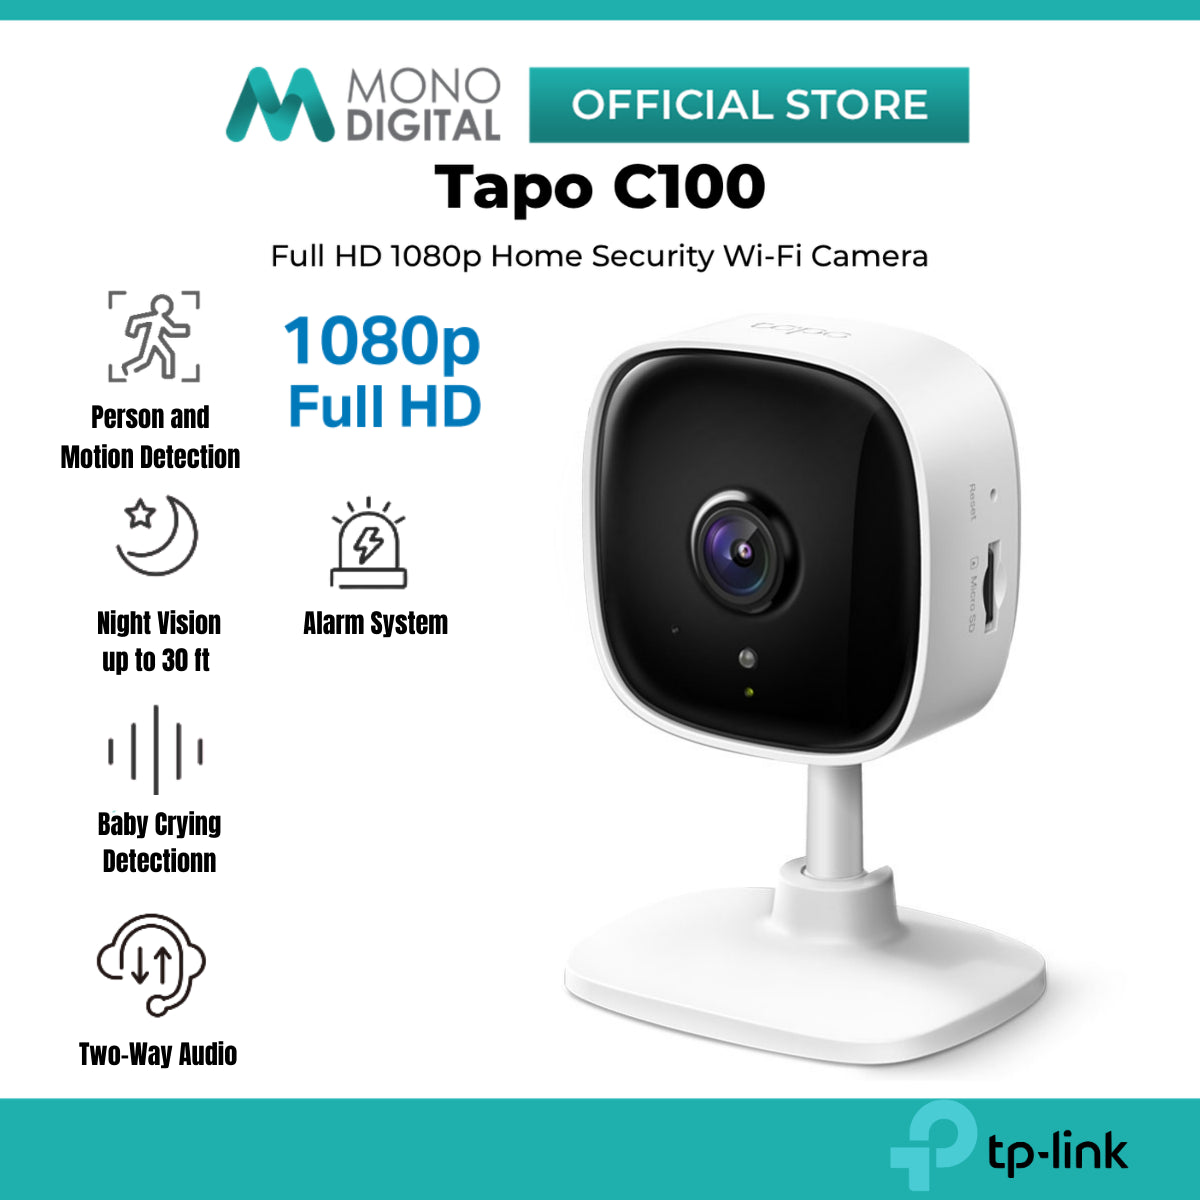 MONO
DIGITAL
OFFICIAL STORE
Tapo C100
Full HD 1080p Home Security Wi-Fi Camera
1080p
Full HD
Person and
Motion Detection
Night Vision
up to 30 ft
Alarm System
Baby Crying
Detectionn
Two-Way Audio
tapo
Reset
Micro SD
tp-link